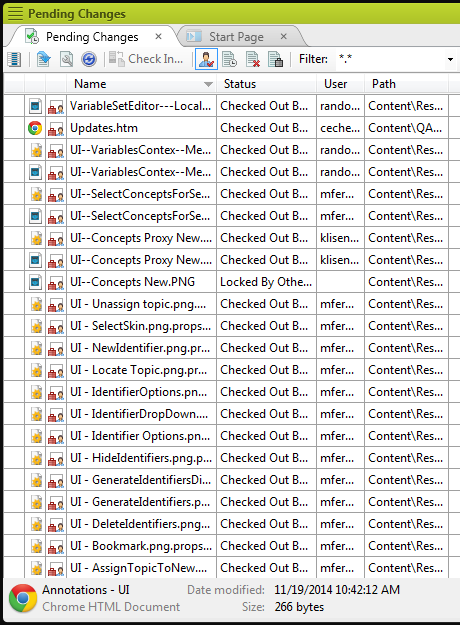 Pending Changes
Pending Changes × Start Page ×
Check In... Filter: *.*
Name Status User Path
VariableSetEditor---Local... Checked Out B... rando... Content\Res...
Updates.htm Checked Out B... ceche... Content\QA...
UI--VariablesContex--Me... Checked Out B... rando... Content\Res...
UI--VariablesContex--Me... Checked Out B... rando... Content\Res...
UI--SelectConceptsForSe... Checked Out B... mfer... Content\Res...
UI--SelectConceptsForSe... Checked Out B... mfer... Content\Res...
UI--Concepts Proxy New.... Checked Out B... klisen... Content\Res...
UI--Concepts Proxy New.... Checked Out B... klisen... Content\Res...
UI--Concepts New.PNG Locked By Othe... Content\Res...
UI - Unassign topic.png.... Checked Out B... mfer... Content\Res...
UI - SelectSkin.png.props... Checked Out B... mfer... Content\Res...
UI - NewIdentifier.png.pr... Checked Out B... mfer... Content\Res...
UI - Locate Topic.png.pro... Checked Out B... mfer... Content\Res...
UI - IdentifierOptions.pn... Checked Out B... mfer... Content\Res...
UI - IdentifierDropDown.... Checked Out B... mfer... Content\Res...
UI - Identifier Options.pn... Checked Out B... mfer... Content\Res...
UI - HideIdentifiers.png.p... Checked Out B... mfer... Content\Res...
UI - GenerateIdentifiersDi... Checked Out B... mfer... Content\Res...
UI - GenerateIdentifiers.p... Checked Out B... mfer... Content\Res...
UI - DeleteIdentifiers.png... Checked Out B... mfer... Content\Res...
UI - Bookmark.png.props... Checked Out B... mfer... Content\Res...
UI - AssignTopicToNew.... Checked Out B... mfer... Content\Res...
Annotations - UI Date modified: 11/19/2014 10:42:12 AM
Chrome HTML Document Size: 266 bytes